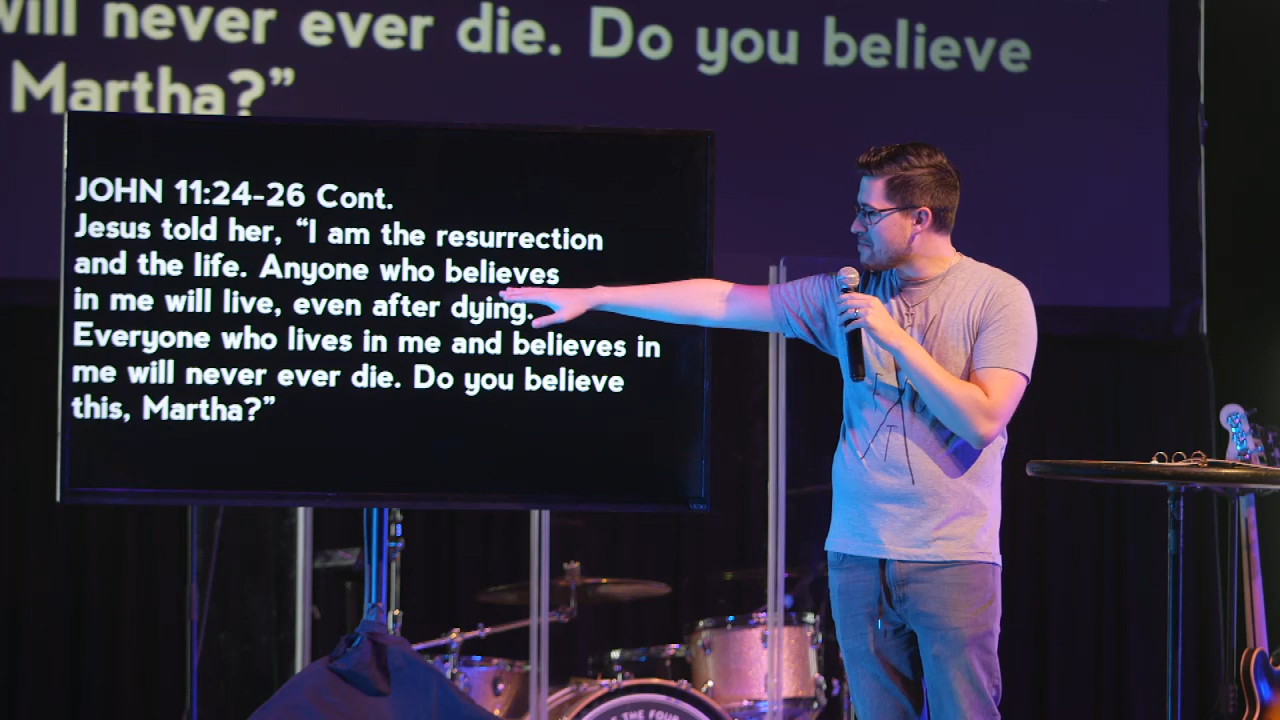 will never ever die. Do you believe
Martha?”
JOHN 11:24-26 Cont.
Jesus told her, “I am the resurrection
and the life. Anyone who believes
in me will live, even after dying.
Everyone who lives in me and believes in
me will never ever die. Do you believe
this, Martha?”
THE FOUR